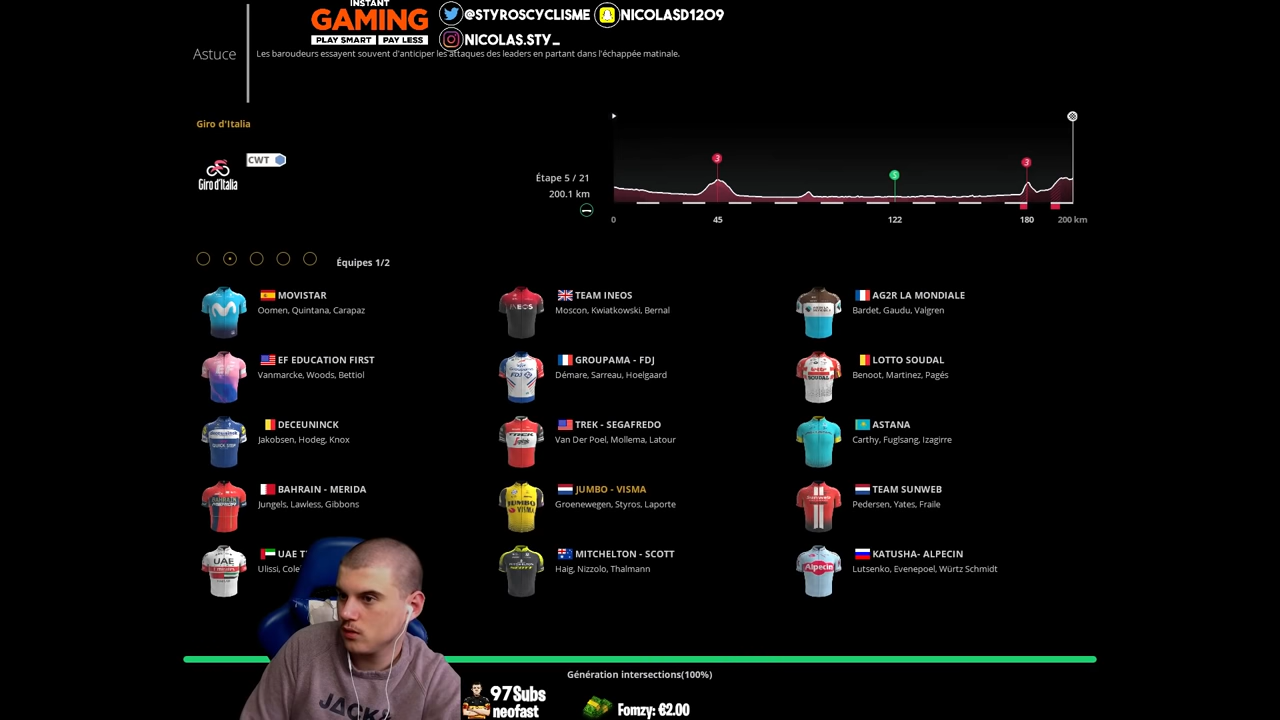 INSTANT
GAMING
PLAY SMART PAY LESS
@STYROSCYCLISME
NICOLASD1209
NICOLAS.STY_
Astuce
Les baroudeurs essayent souvent d'anticiper les attaques des leaders en partant dans l'échappée matinale.
Giro d'Italia
CWT
Giro d'Italia
Étape 5 / 21
200.1 km
3
S
3
0
45
122
180
200 km
Équipes 1/2
MOVISTAR
Oomen, Quintana, Carapaz
TEAM INEOS
Moscon, Kwiatkowski, Bernal
AG2R LA MONDIALE
Bardet, Gaudu, Valgren
EF EDUCATION FIRST
Vanmarcke, Woods, Bettiol
GROUPAMA - FDJ
Démare, Sarreau, Hoelgaard
LOTTO SOUDAL
Benoot, Martinez, Pagés
DECEUNINCK
Jakobsen, Hodeg, Knox
TREK - SEGAFREDO
Van Der Poel, Mollema, Latour
ASTANA
Carthy, Fuglsang, Izagirre
BAHRAIN - MERIDA
Jungels, Lawless, Gibbons
JUMBO - VISMA
Groenewegen, Styros, Laporte
TEAM SUNWEB
Pedersen, Yates, Fraile
UAE T
Ulissi, Cole
MITCHELTON - SCOTT
Haig, Nizzolo, Thalmann
KATUSHA- ALPECIN
Lutsenko, Evenepoel, Würtz Schmidt
Génération intersections(100%)
97Subs
neofast
Fomzy: €2.00